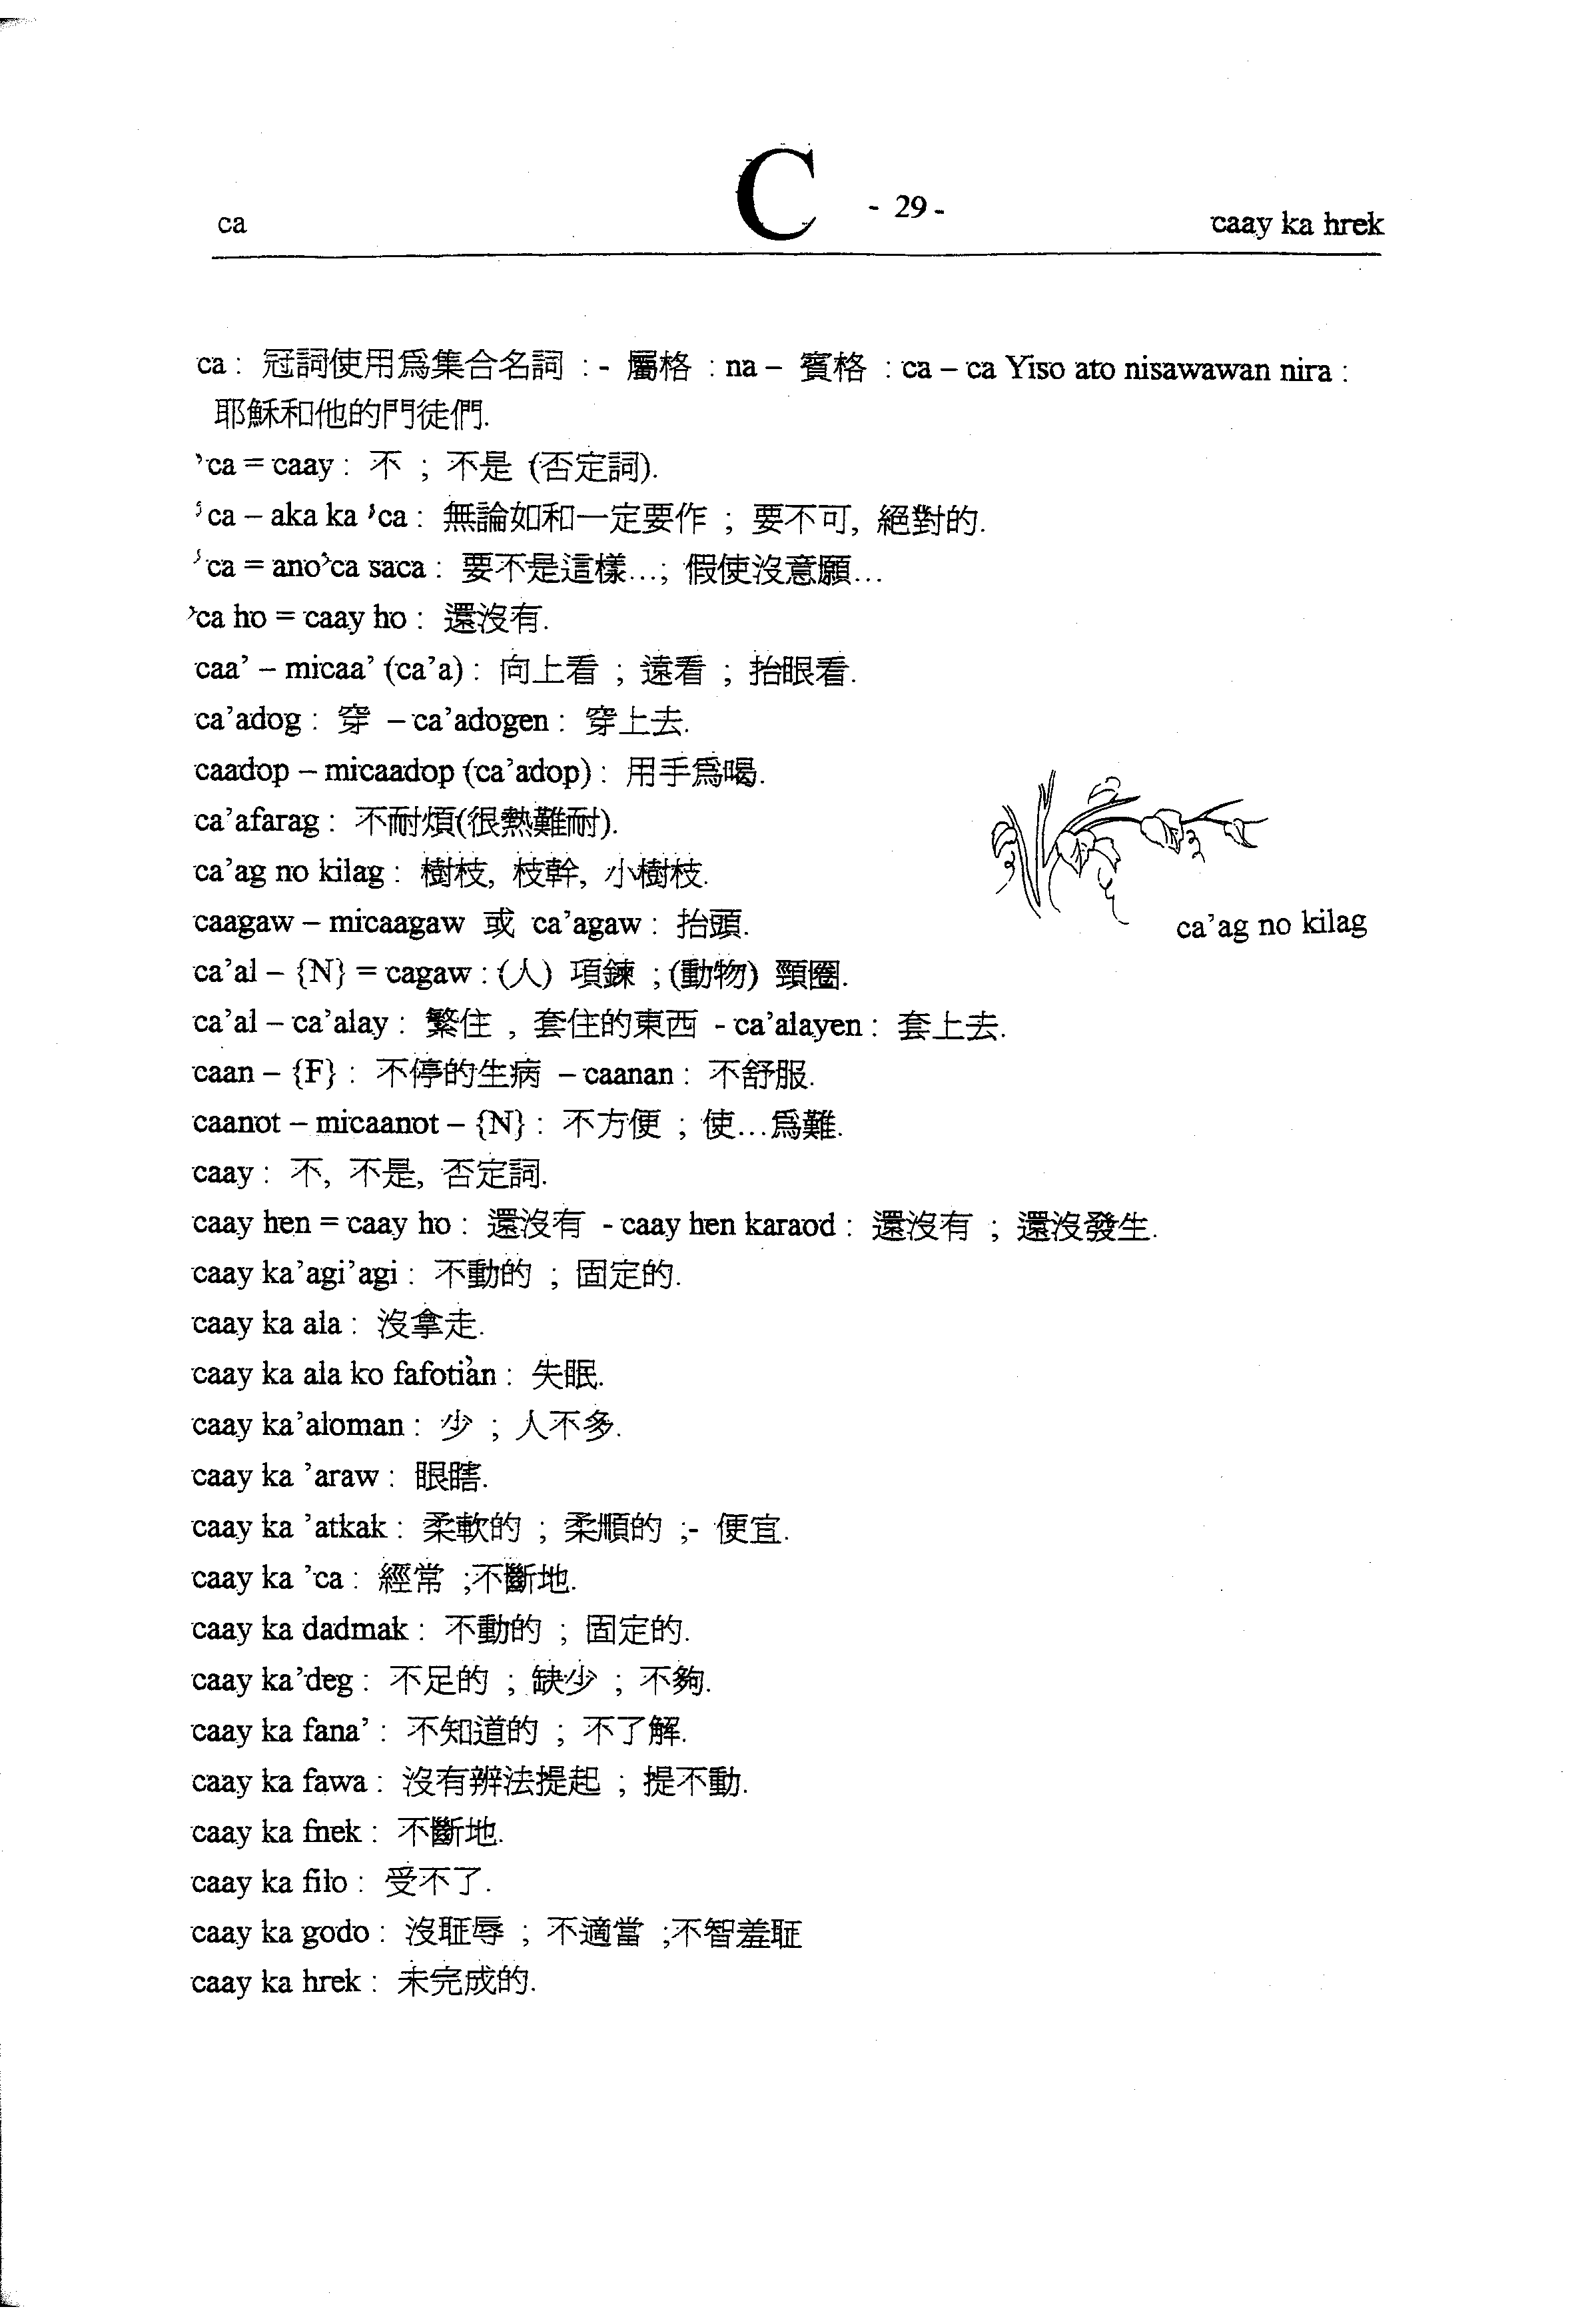 ca C - 29 - caay ka hrek
ca : 冠詞使用爲集合名詞 : - 屬格 : na – 賓格 : ca – ca Yiso ato nisawawan nira :
耶穌和他的門徒們.
’ca = caay : 不 ; 不是 (否定詞).
’ca – aka ka ’ca : 無論如和一定要作 ; 要不可, 絕對的.
’ca = ano’ca saca : 要不是這樣…; 假使沒意願…
’ca ho = caay ho : 還沒有.
caa’ – micaa’ (ca’a) : 向上看 ; 遠看 ; 抬眼看.
ca’adog : 穿 – ca’adogen : 穿上去.
caadop – micaadop (ca’adop) : 用手爲喝.
ca’afarag : 不耐煩(很熱難耐).
ca’ag no kilag : 樹枝, 枝幹, 小樹枝.
caagaw – micaagaw 或 ca’agaw : 抬頭.
ca’ag no kilag
ca’al – {N} = cagaw : (人) 項鍊 ; (動物) 頸圈.
ca’al – ca’alay : 繫住 , 套住的東西 - ca’alayen : 套上去.
caan – {F} : 不停的生病 – caanan : 不舒服.
caanot – micaanot – {N} : 不方便 ; 使…爲難.
caay : 不, 不是, 否定詞.
caay hen = caay ho : 還沒有 - caay hen karaod : 還沒有 ; 還沒發生.
caay ka’agi’agi : 不動的 ; 固定的.
caay ka ala : 沒拿走.
caay ka ala ko fafoti’an : 失眠.
caay ka’aloman : 少 ; 人不多.
caay ka ’araw : 眼瞎.
caay ka ’atkak : 柔軟的 ; 柔順的 ;- 便宜.
caay ka ’ca : 經常 ;不斷地.
caay ka dadmak : 不動的 ; 固定的.
caay ka’deg : 不足的 ; 缺少 ; 不夠.
caay ka fana’ : 不知道的 ; 不了解.
caay ka fawa : 沒有辨法提起 ; 提不動.
caay ka fnek : 不斷地.
caay ka filo : 受不了.
caay ka godo : 沒聇辱 ; 不適當 ;不智羞聇
caay ka hrek : 未完成的.